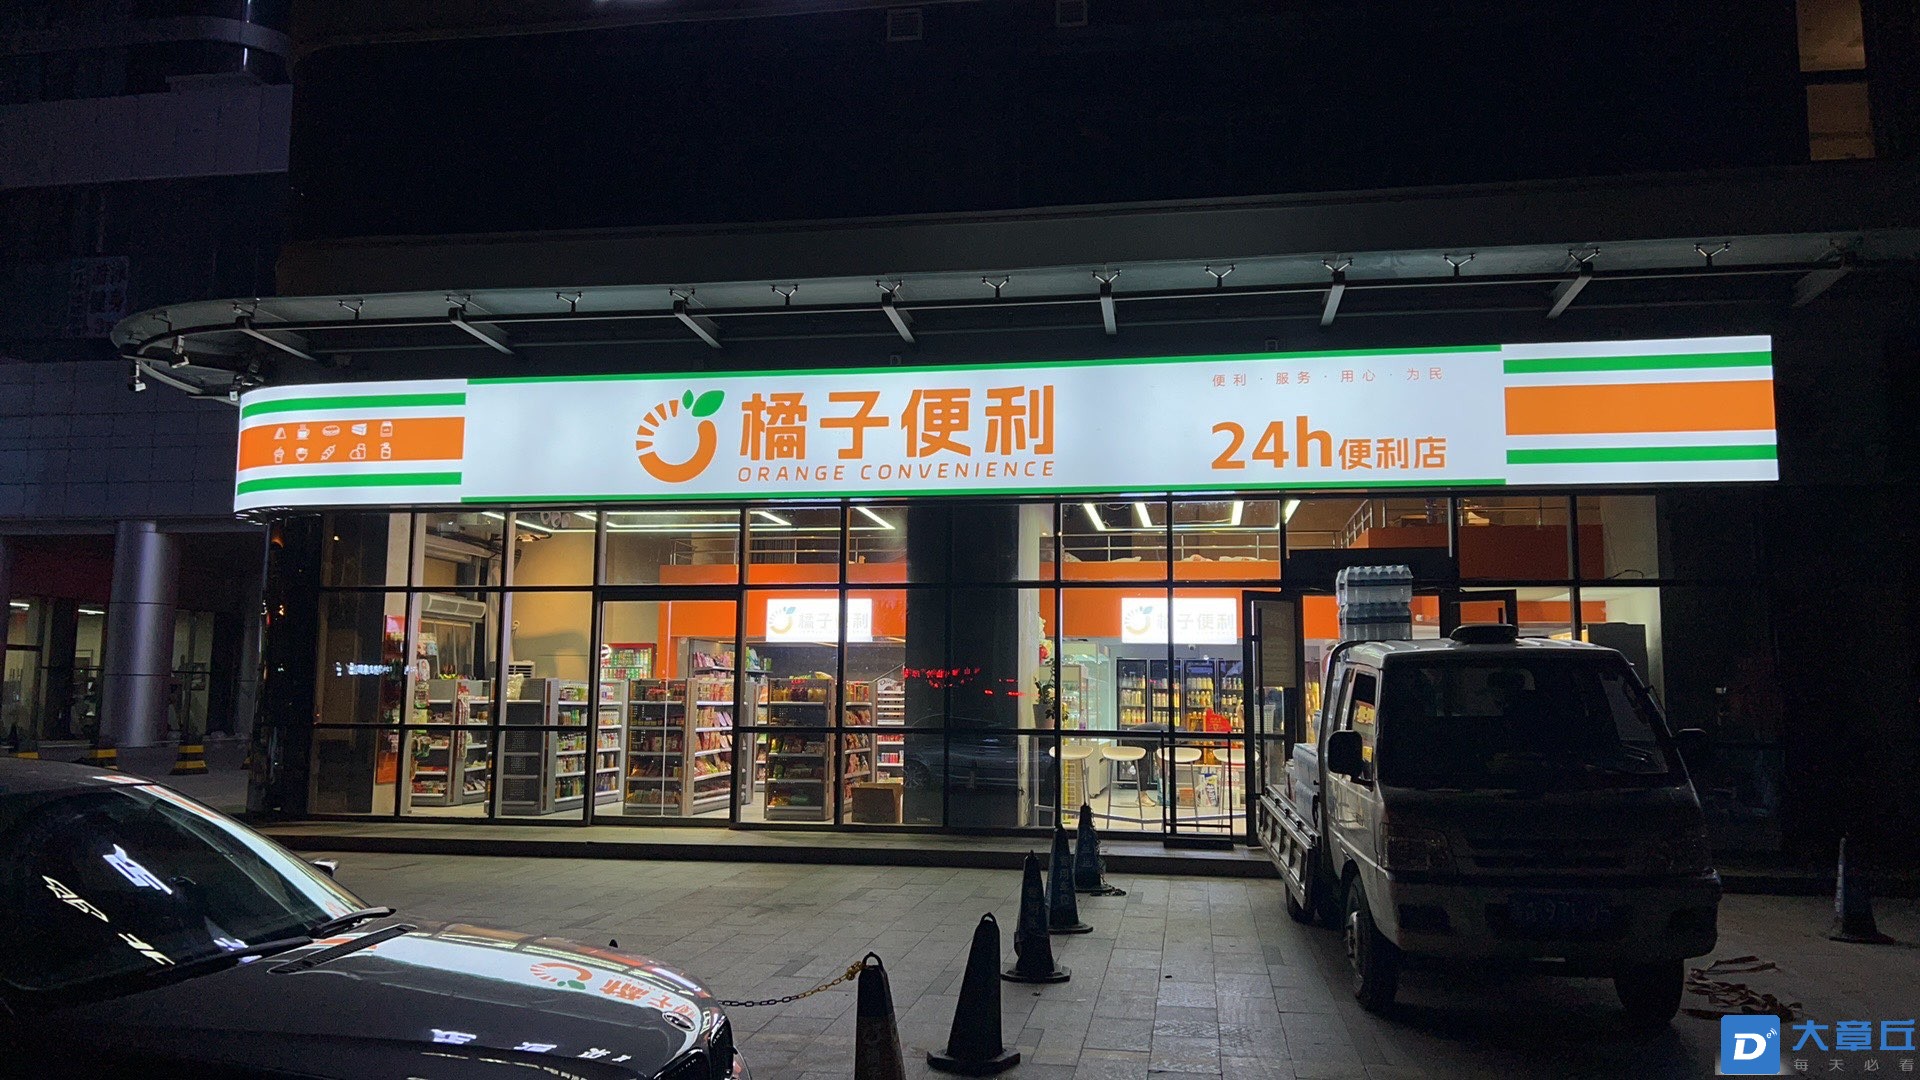 便利·服务·用心·为民
橘子便利
ORANGE CONVENIENCE
24h便利店
橘子便利
橘子便利
大章丘
每天必看